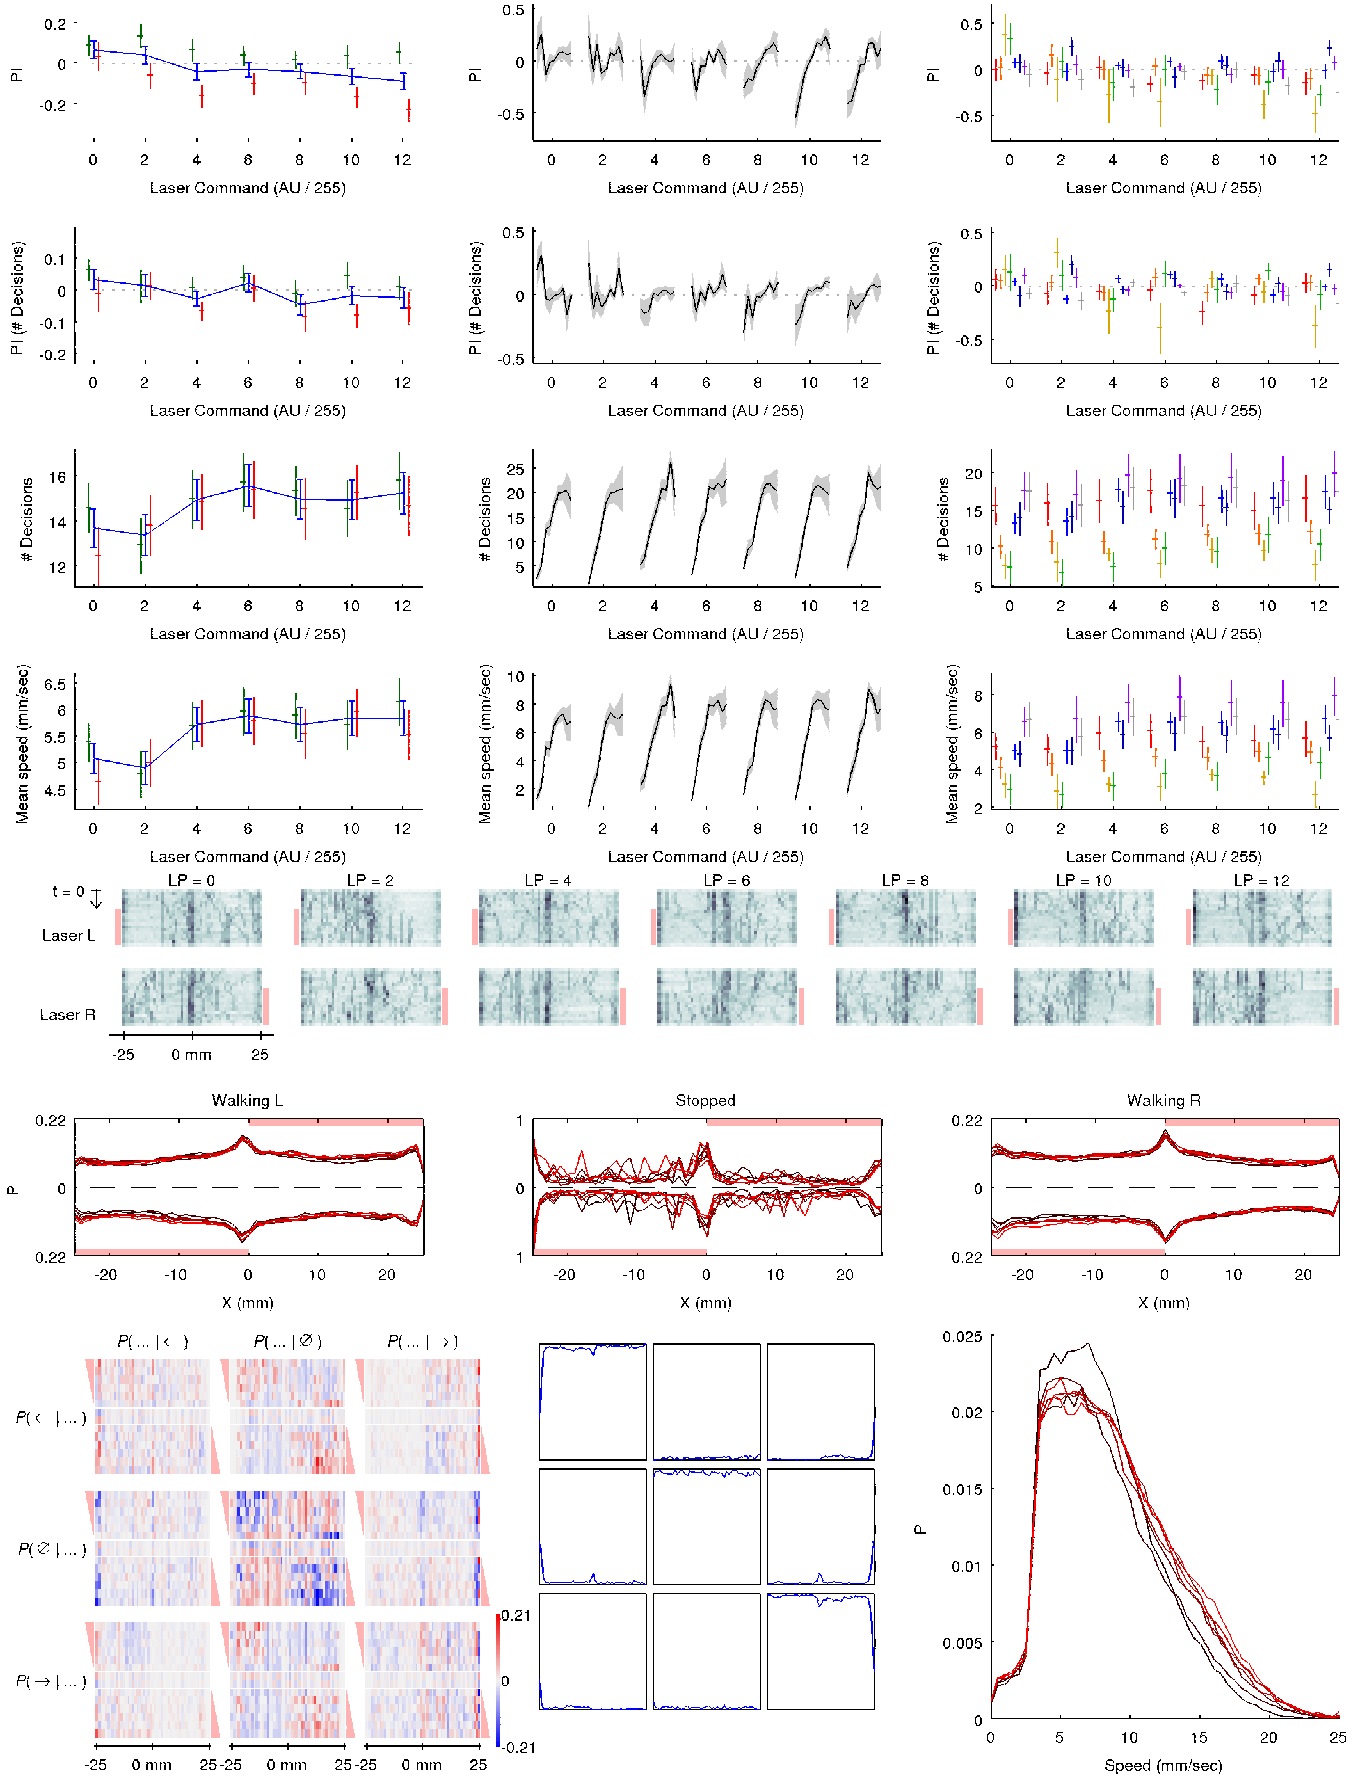 0.2
0
-0.2
PI
0 2 4 6 8 10 12
Laser Command (AU / 255)
0.5
0
-0.5
PI
0 2 4 6 8 10 12
Laser Command (AU / 255)
0.5
0
-0.5
PI
0 2 4 6 8 10 12
Laser Command (AU / 255)
0.1
0
-0.1
-0.2
PI (# Decisions)
0 2 4 6 8 10 12
Laser Command (AU / 255)
0.5
0
-0.5
PI (# Decisions)
0 2 4 6 8 10 12
Laser Command (AU / 255)
0.5
0
-0.5
PI (# Decisions)
0 2 4 6 8 10 12
Laser Command (AU / 255)
16
14
12
# Decisions
0 2 4 6 8 10 12
Laser Command (AU / 255)
25
20
15
10
5
# Decisions
0 2 4 6 8 10 12
Laser Command (AU / 255)
20
15
10
5
# Decisions
0 2 4 6 8 10 12
Laser Command (AU / 255)
6.5
6
5.5
5
4.5
Mean speed (mm/sec)
0 2 4 6 8 10 12
Laser Command (AU / 255)
10
8
6
4
2
Mean speed (mm/sec)
0 2 4 6 8 10 12
Laser Command (AU / 255)
8
6
4
2
Mean speed (mm/sec)
0 2 4 6 8 10 12
Laser Command (AU / 255)
LP = 0 LP = 2 LP = 4 LP = 6 LP = 8 LP = 10 LP = 12
t = 0
Laser L
Laser R
-25 0 mm 25
Walking L
0.22
0
0.22
P
-20 -10 0 10 20
X (mm)
Stopped
1
0
1
-20 -10 0 10 20
X (mm)
Walking R
0.22
0
0.22
-20 -10 0 10 20
X (mm)
P( ... | ← ) P( ... | ∅ ) P( ... | → )
P( ← | ... )
P( ∅ | ... )
P( → | ... )
-25 0 mm 25 -25 0 mm 25 -25 0 mm 25
0.21
0
-0.21
0.025
0.02
0.015
0.01
0.005
0
P
0 5 10 15 20 25
Speed (mm/sec)